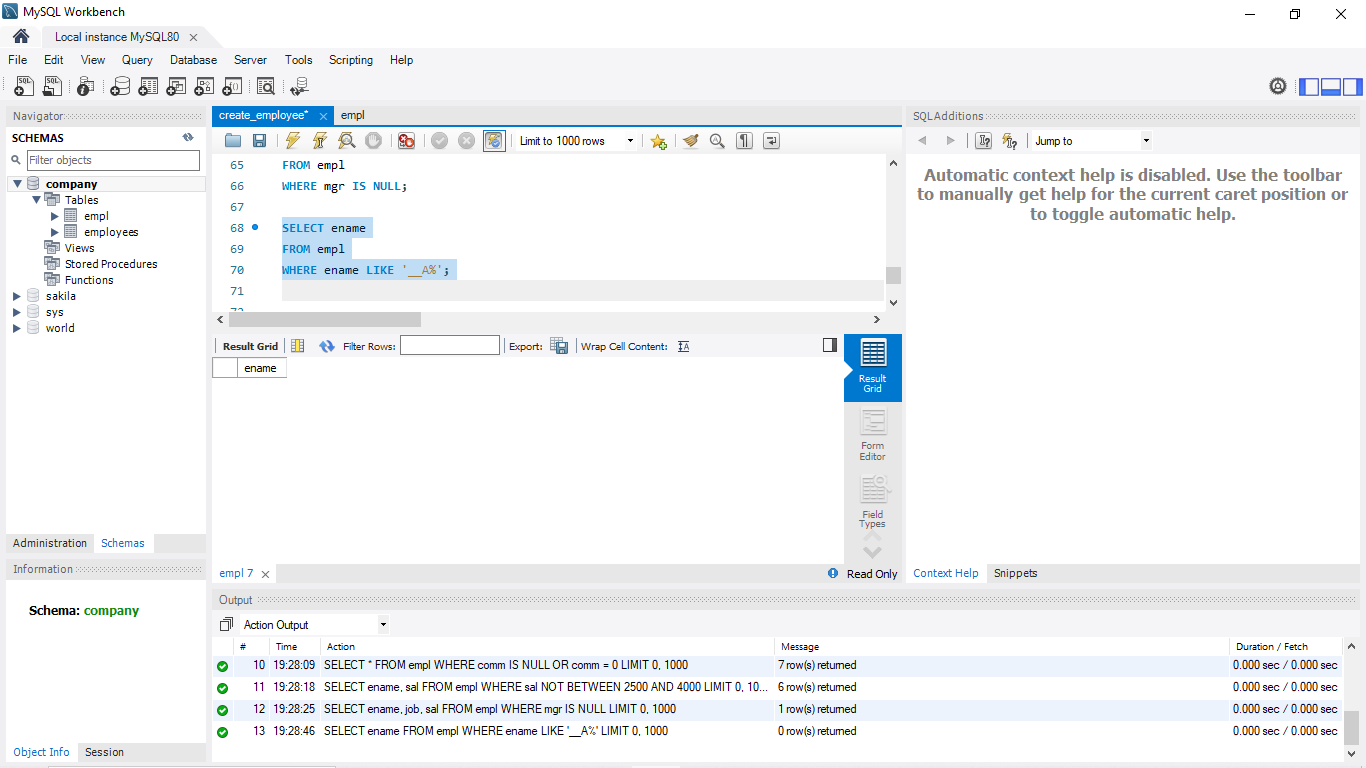 MySQL Workbench
Local instance MySQL80
File Edit View Query Database Server Tools Scripting Help
Navigator
SCHEMAS
Filter objects
company
Tables
empl
employees
Views
Stored Procedures
Functions
sakila
sys
world
Administration Schemas
Information
Schema: company
Object Info Session
create_employee* empl
Limit to 1000 rows
65 FROM empl
66 WHERE mgr IS NULL;
67
68 SELECT ename
69 FROM empl
70 WHERE ename LIKE '__A%';
71
72
Result Grid Filter Rows: Export: Wrap Cell Content:
ename
Result Grid
Form Editor
Field Types
empl 7 Read Only
SQLAdditions
Jump to
Automatic context help is disabled. Use the toolbar
to manually get help for the current caret position or
to toggle automatic help.
Context Help Snippets
Output
Action Output
# Time Action Message Duration / Fetch
10 19:28:09 SELECT * FROM empl WHERE comm IS NULL OR comm = 0 LIMIT 0, 1000 7 row(s) returned 0.000 sec / 0.000 sec
11 19:28:18 SELECT ename, sal FROM empl WHERE sal NOT BETWEEN 2500 AND 4000 LIMIT 0, 10... 6 row(s) returned 0.000 sec / 0.000 sec
12 19:28:25 SELECT ename, job, sal FROM empl WHERE mgr IS NULL LIMIT 0, 1000 1 row(s) returned 0.000 sec / 0.000 sec
13 19:28:46 SELECT ename FROM empl WHERE ename LIKE '__A%' LIMIT 0, 1000 0 row(s) returned 0.000 sec / 0.000 sec